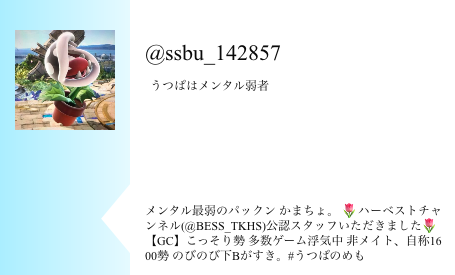 @ssbu_142857
うつぱはメンタル弱者
メンタル最弱のパックン かまちょ。🌷ハーベストチャ
ンネル(@BESS_TKHS)公認スタッフいただきました🌷
【GC】こっそり勢 多数ゲーム浮気中 非メイト、自称16
00勢 のびのび下Bがすき。#うつぱのめも